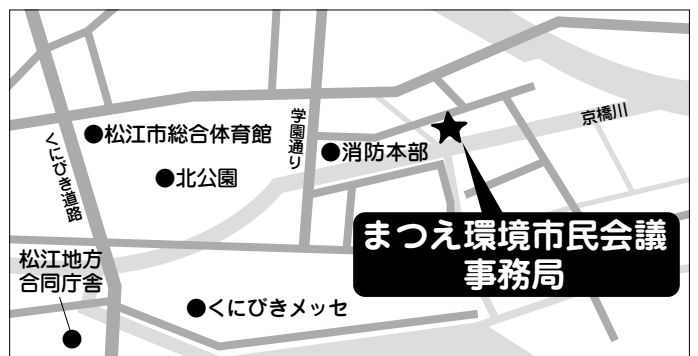 京橋川
学園通り
●松江市総合体育館
●消防本部
くにびき道路
●北公園
まつえ環境市民会議
事務局
松江地方
合同庁舎
●くにびきメッセ